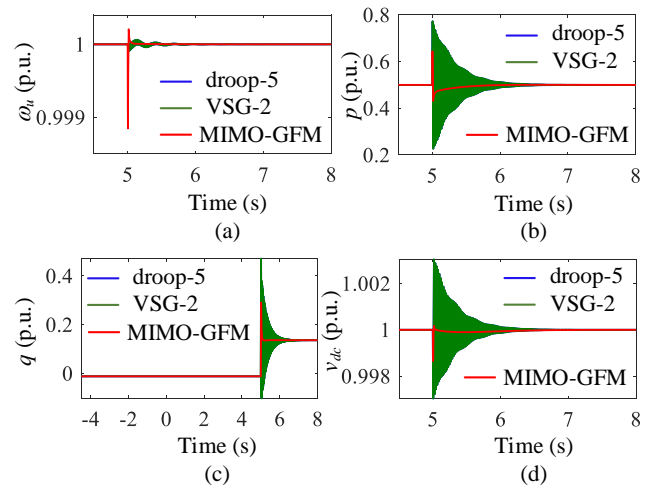 1
0.999
ω_u (p.u.)
droop-5
VSG-2
MIMO-GFM
5 6 7 8
Time (s)
(a)
0.8
0.6
0.4
0.2
p (p.u.)
droop-5
VSG-2
MIMO-GFM
5 6 7 8
Time (s)
(b)
0.4
0.2
0
q (p.u.)
droop-5
VSG-2
MIMO-GFM
-4 -2 0 2 4 6 8
Time (s)
(c)
1.002
1
0.998
v_dc (p.u.)
droop-5
VSG-2
MIMO-GFM
5 6 7 8
Time (s)
(d)